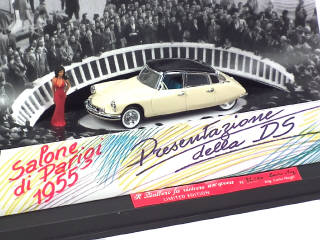 Salone
di Parigi
1955
Presentazione
della DS
LIMITED EDITION